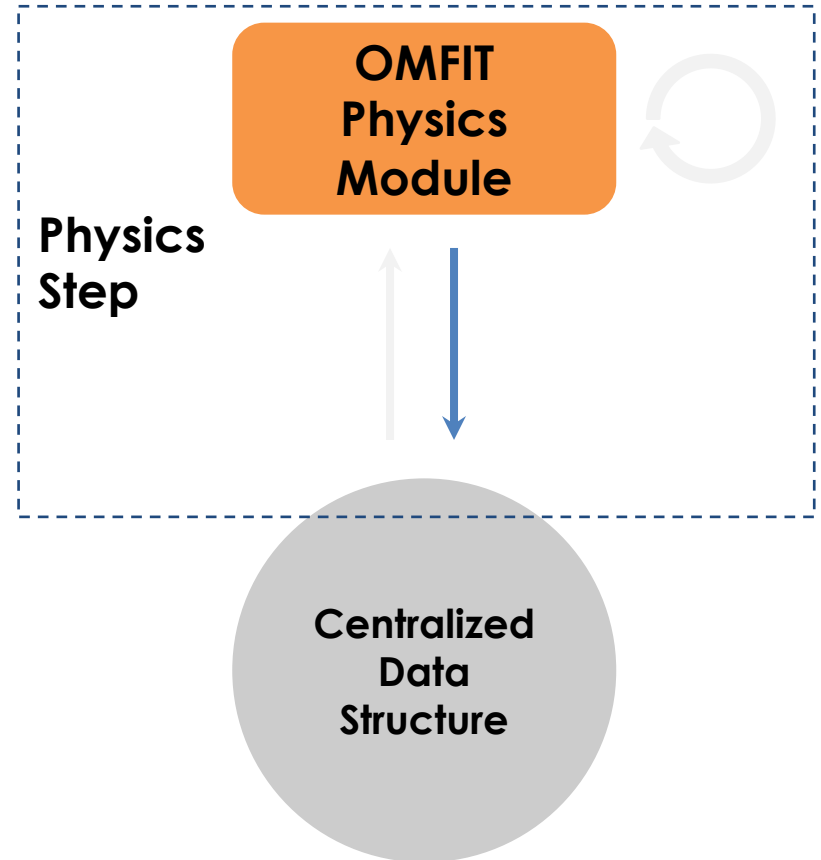 OMFIT
Physics
Module
Physics
Step
Centralized
Data
Structure